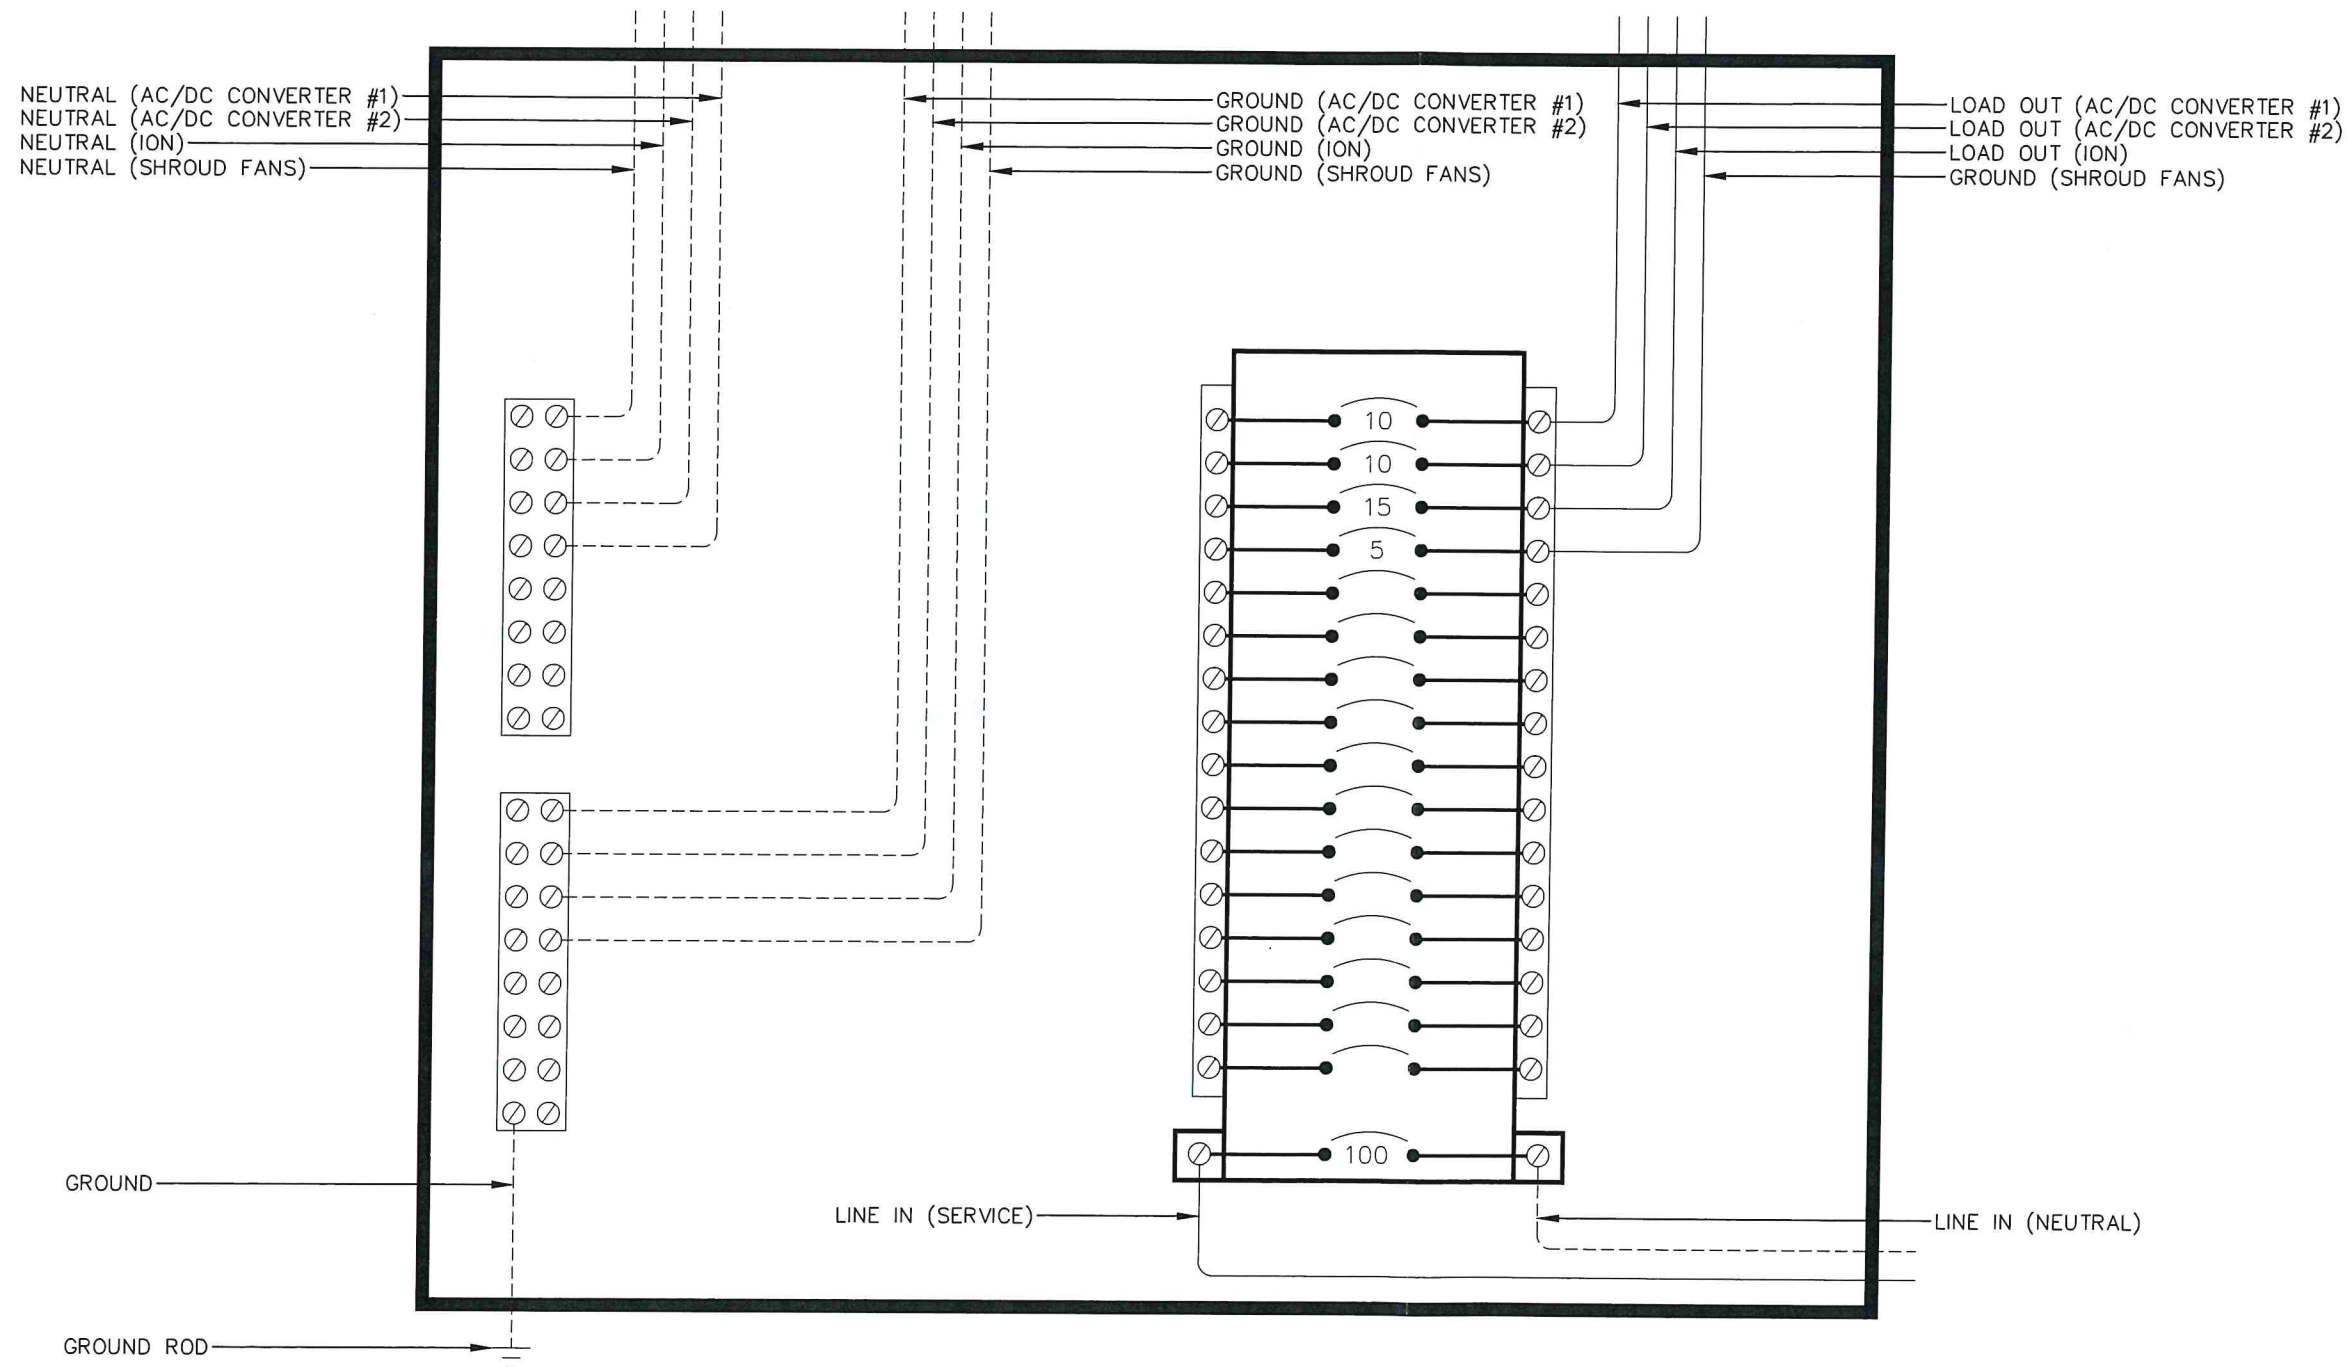 NEUTRAL (AC/DC CONVERTER #1)
NEUTRAL (AC/DC CONVERTER #2)
NEUTRAL (ION)
NEUTRAL (SHROUD FANS)
GROUND (AC/DC CONVERTER #1)
GROUND (AC/DC CONVERTER #2)
GROUND (ION)
GROUND (SHROUD FANS)
LOAD OUT (AC/DC CONVERTER #1)
LOAD OUT (AC/DC CONVERTER #2)
LOAD OUT (ION)
GROUND (SHROUD FANS)
10
10
15
5
100
GROUND
LINE IN (SERVICE)
LINE IN (NEUTRAL)
GROUND ROD